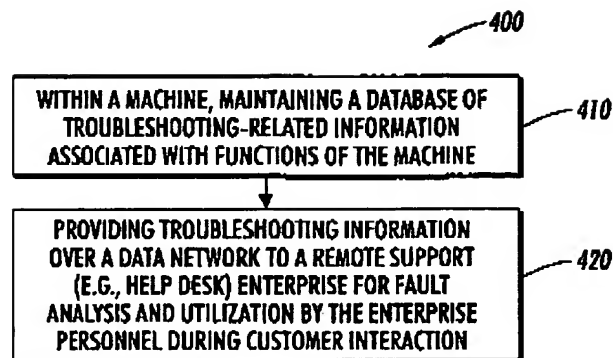 400
WITHIN A MACHINE, MAINTAINING A DATABASE OF
TROUBLESHOOTING-RELATED INFORMATION
ASSOCIATED WITH FUNCTIONS OF THE MACHINE
410
PROVIDING TROUBLESHOOTING INFORMATION
OVER A DATA NETWORK TO A REMOTE SUPPORT
(E.G., HELP DESK) ENTERPRISE FOR FAULT
ANALYSIS AND UTILIZATION BY THE ENTERPRISE
PERSONNEL DURING CUSTOMER INTERACTION
420